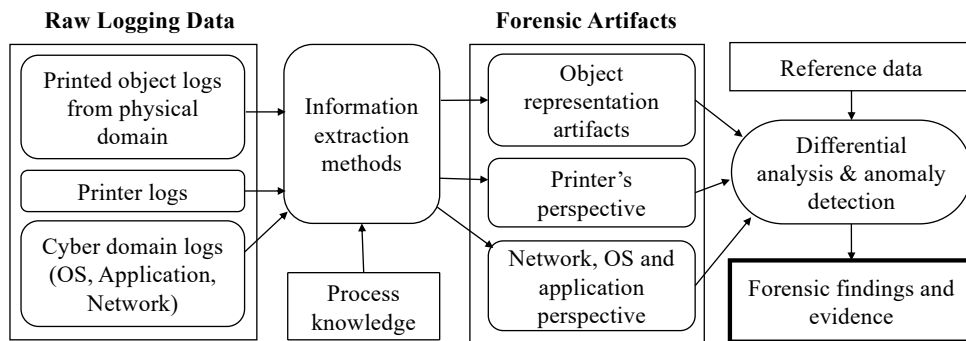 Raw Logging Data
Printed object logs
from physical
domain
Printer logs
Cyber domain logs
(OS, Application,
Network)
Information
extraction
methods
Process
knowledge
Forensic Artifacts
Object
representation
artifacts
Printer’s
perspective
Network, OS and
application
perspective
Reference data
Differential
analysis & anomaly
detection
Forensic findings and
evidence